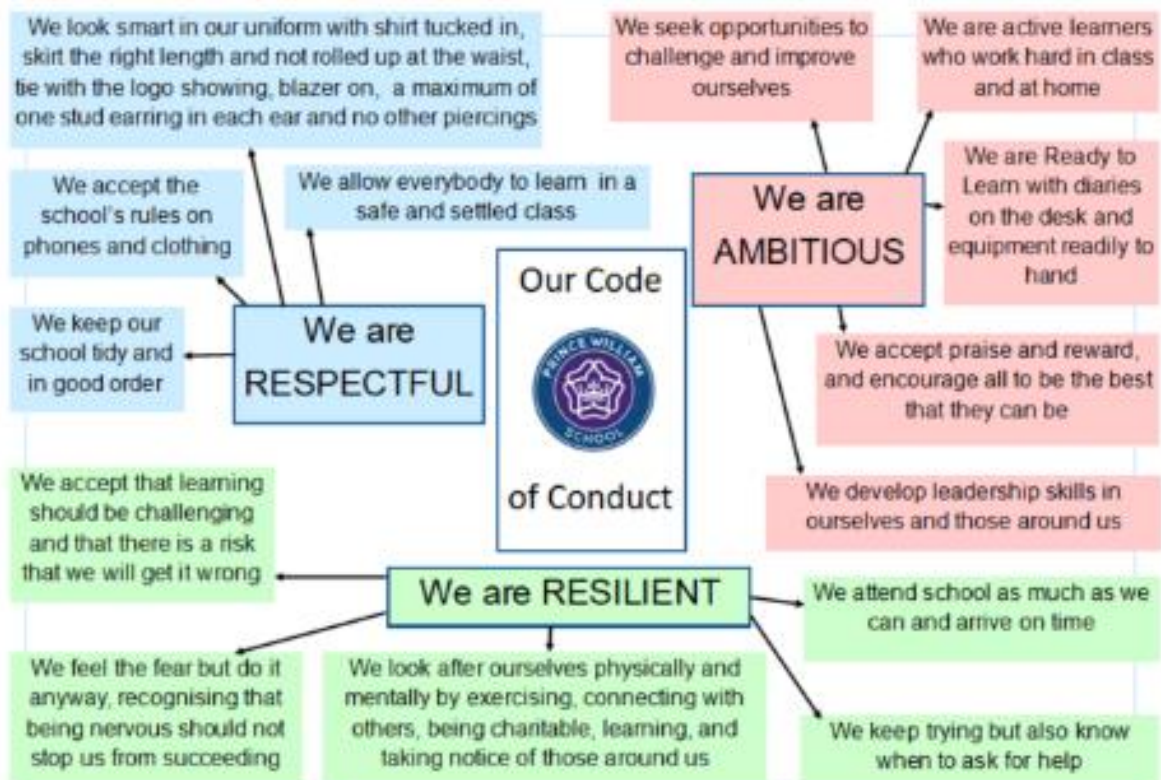 We look smart in our uniform with shirt tucked in,
skirt the right length and not rolled up at the waist,
tie with the logo showing, blazer on, a maximum of
one stud earring in each ear and no other piercings
We accept the
school's rules on
phones and clothing
We allow everybody to learn in a
safe and settled class
We keep our
school tidy and
in good order
We are
RESPECTFUL
We seek opportunities to
challenge and improve
ourselves
We are active learners
who work hard in class
and at home
We are
AMBITIOUS
We are Ready to
Learn with diaries
on the desk and
equipment readily to
hand
We accept praise and reward,
and encourage all to be the best
that they can be
We develop leadership skills in
ourselves and those around us
Our Code
PRINCE WILLIAM
SCHOOL
of Conduct
We accept that learning
should be challenging
and that there is a risk
that we will get it wrong
We are RESILIENT
We attend school as much as we
can and arrive on time
We feel the fear but do it
anyway, recognising that
being nervous should not
stop us from succeeding
We look after ourselves physically and
mentally by exercising, connecting with
others, being charitable, learning, and
taking notice of those around us
We keep trying but also know
when to ask for help